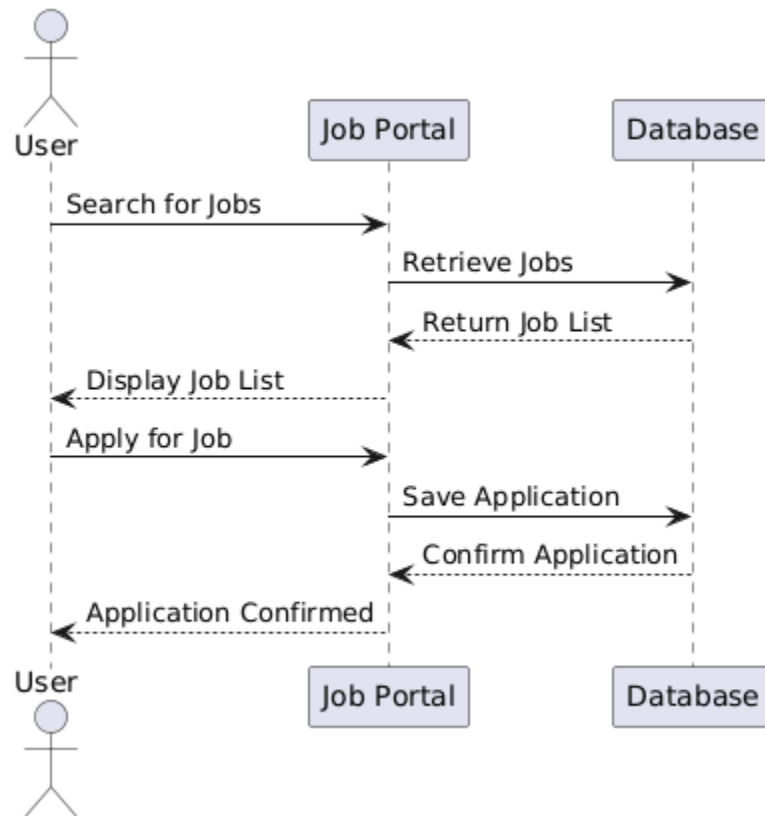 User
Job Portal
Database
Search for Jobs
Retrieve Jobs
Return Job List
Display Job List
Apply for Job
Save Application
Confirm Application
Application Confirmed
User
Job Portal
Database